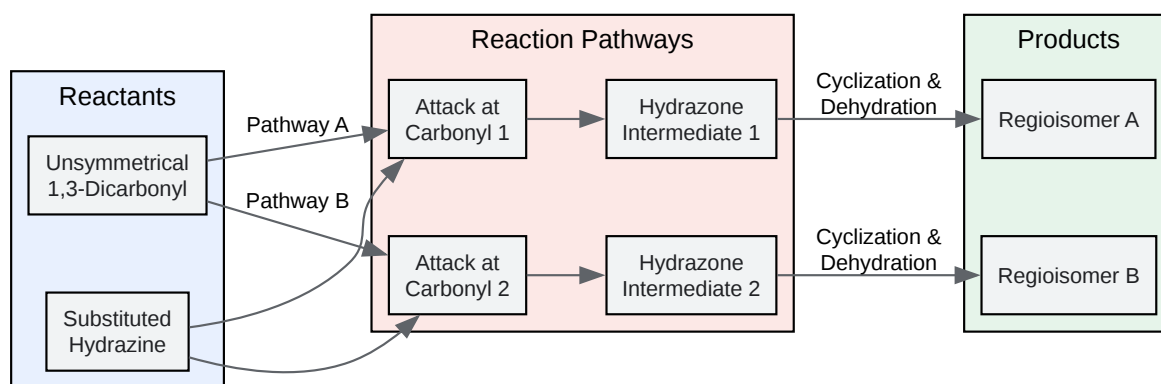 Reactants
Unsymmetrical
1,3-Dicarbonyl
Substituted
Hydrazine
Pathway A
Pathway B
Reaction Pathways
Attack at
Carbonyl 1
Hydrazone
Intermediate 1
Attack at
Carbonyl 2
Hydrazone
Intermediate 2
Cyclization &
Dehydration
Cyclization &
Dehydration
Products
Regioisomer A
Regioisomer B